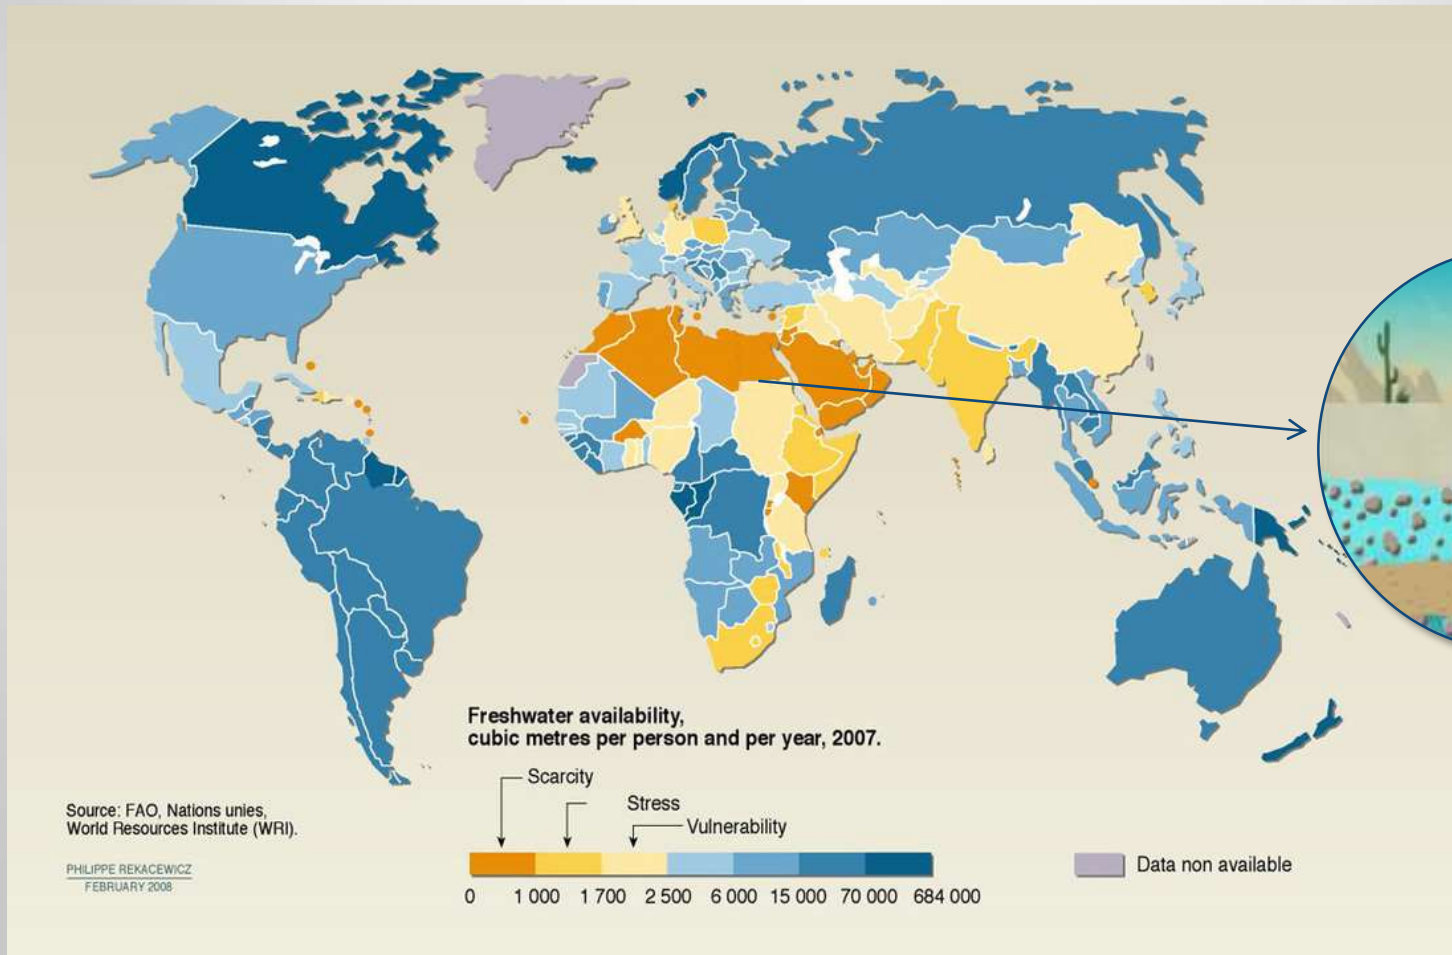 Freshwater availability,
cubic metres per person and per year, 2007.
Scarcity
Stress
Vulnerability
Source: FAO, Nations unies,
World Resources Institute (WRI).
PHILIPPE REKACEWICZ
FEBRUARY 2008
0 1 000 1 700 2 500 6 000 15 000 70 000 684 000
Data non available